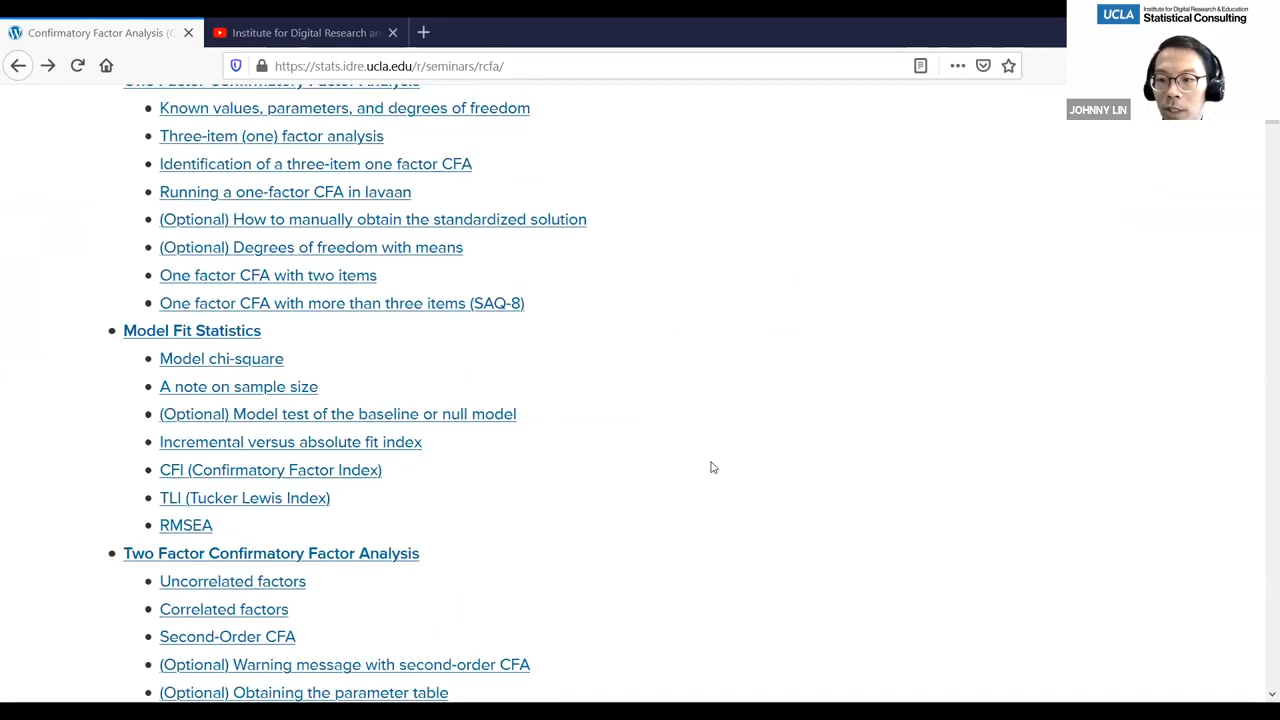 Confirmatory Factor Analysis (C
Institute for Digital Research an
https://stats.idre.ucla.edu/r/seminars/rcfa/
UCLA
Institute for Digital Research & Education
Statistical Consulting
JOHNNY LIN
One Factor Confirmatory Factor Analysis
Known values, parameters, and degrees of freedom
Three-item (one) factor analysis
Identification of a three-item one factor CFA
Running a one-factor CFA in lavaan
(Optional) How to manually obtain the standardized solution
(Optional) Degrees of freedom with means
One factor CFA with two items
One factor CFA with more than three items (SAQ-8)
Model Fit Statistics
Model chi-square
A note on sample size
(Optional) Model test of the baseline or null model
Incremental versus absolute fit index
CFI (Confirmatory Factor Index)
TLI (Tucker Lewis Index)
RMSEA
Two Factor Confirmatory Factor Analysis
Uncorrelated factors
Correlated factors
Second-Order CFA
(Optional) Warning message with second-order CFA
(Optional) Obtaining the parameter table